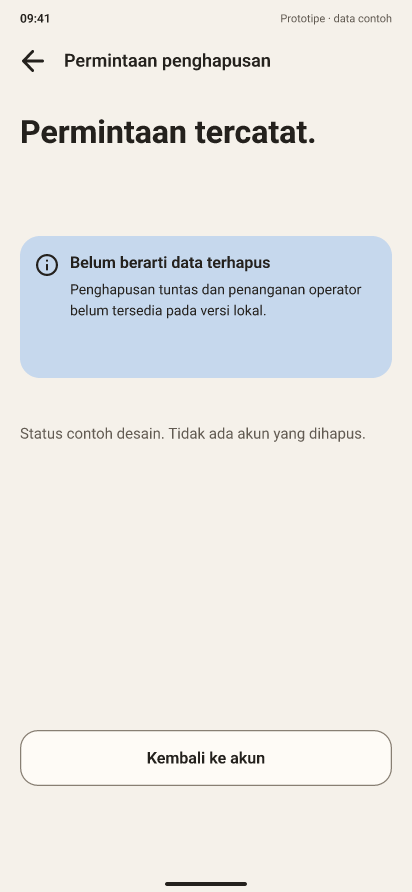 09:41
Prototipe · data contoh
Permintaan penghapusan
Permintaan tercatat.
Belum berarti data terhapus
Penghapusan tuntas dan penanganan operator
belum tersedia pada versi lokal.
Status contoh desain. Tidak ada akun yang dihapus.
Kembali ke akun